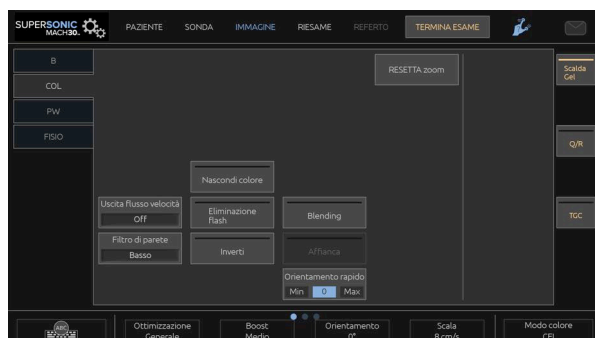 SUPERSONIC
MACH30.
PAZIENTE
SONDA
IMMAGINE
RIESAME
REFERTO
TERMINA ESAME
B
COL
PW
FISIO
RESETTA zoom
Scalda
Gel
Q/R
TGC
Nascondi colore
Uscita flusso velocità
Off
Eliminazione
flash
Blending
Filtro di parete
Basso
Inverti
Affianca
Orientamento rapido
Min 0 Max
ABC
Ottimizzazione
Generale
Boost
Medio
Orientamento
0°
Scala
8 cm/s
Modo colore
CFI